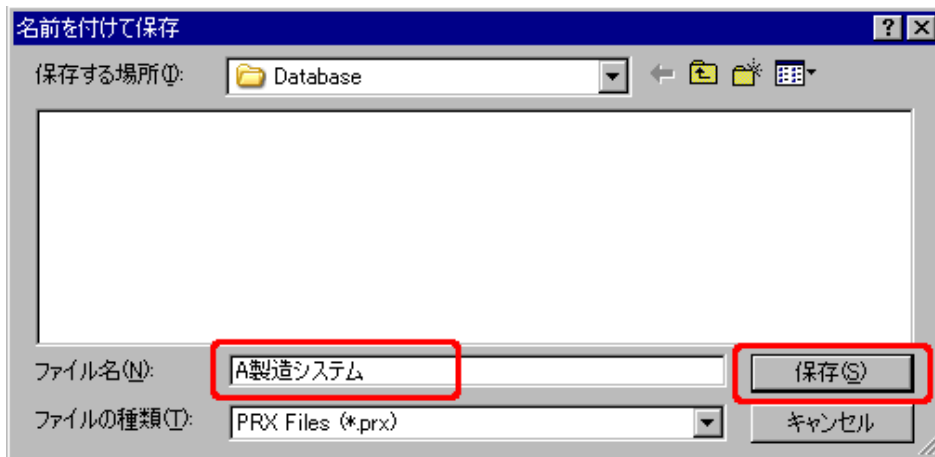 名前を付けて保存
保存する場所(I): Database
ファイル名(N): A製造システム 保存(S)
ファイルの種類(T): PRX Files (*.prx) キャンセル